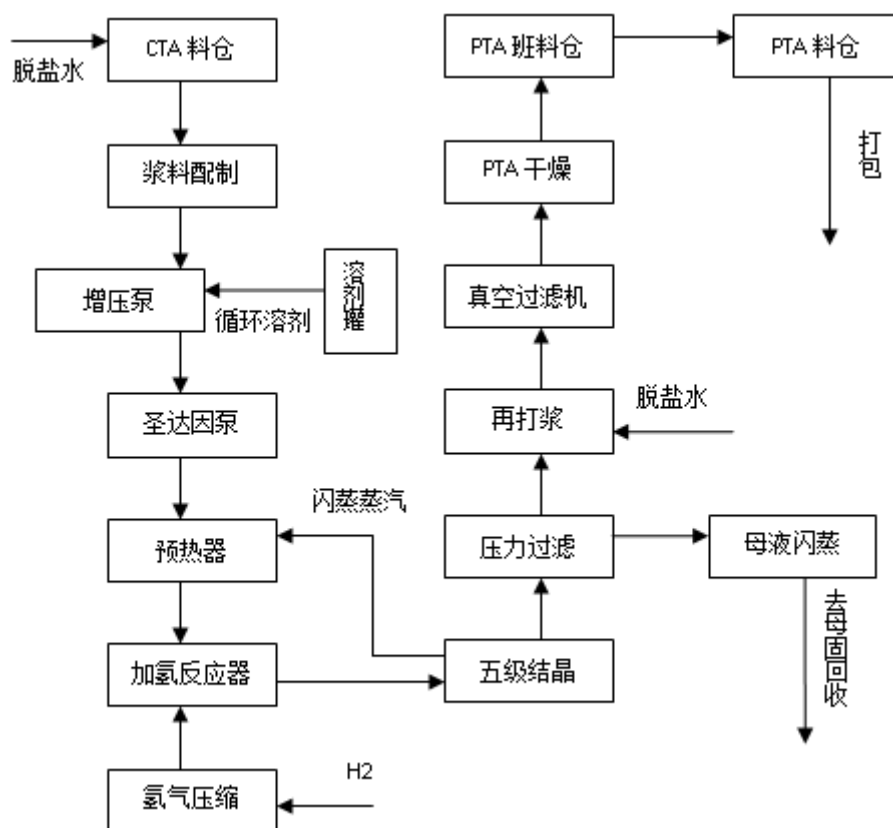 CTA 料仓
脱盐水
浆料配制
增压泵
循环溶剂
溶剂罐
圣达因泵
预热器
闪蒸蒸汽
加氢反应器
氢气压缩
H2
五级结晶
压力过滤
母液闪蒸
去母固回收
再打浆
脱盐水
真空过滤机
PTA 干燥
PTA 班料仓
PTA 料仓
打包